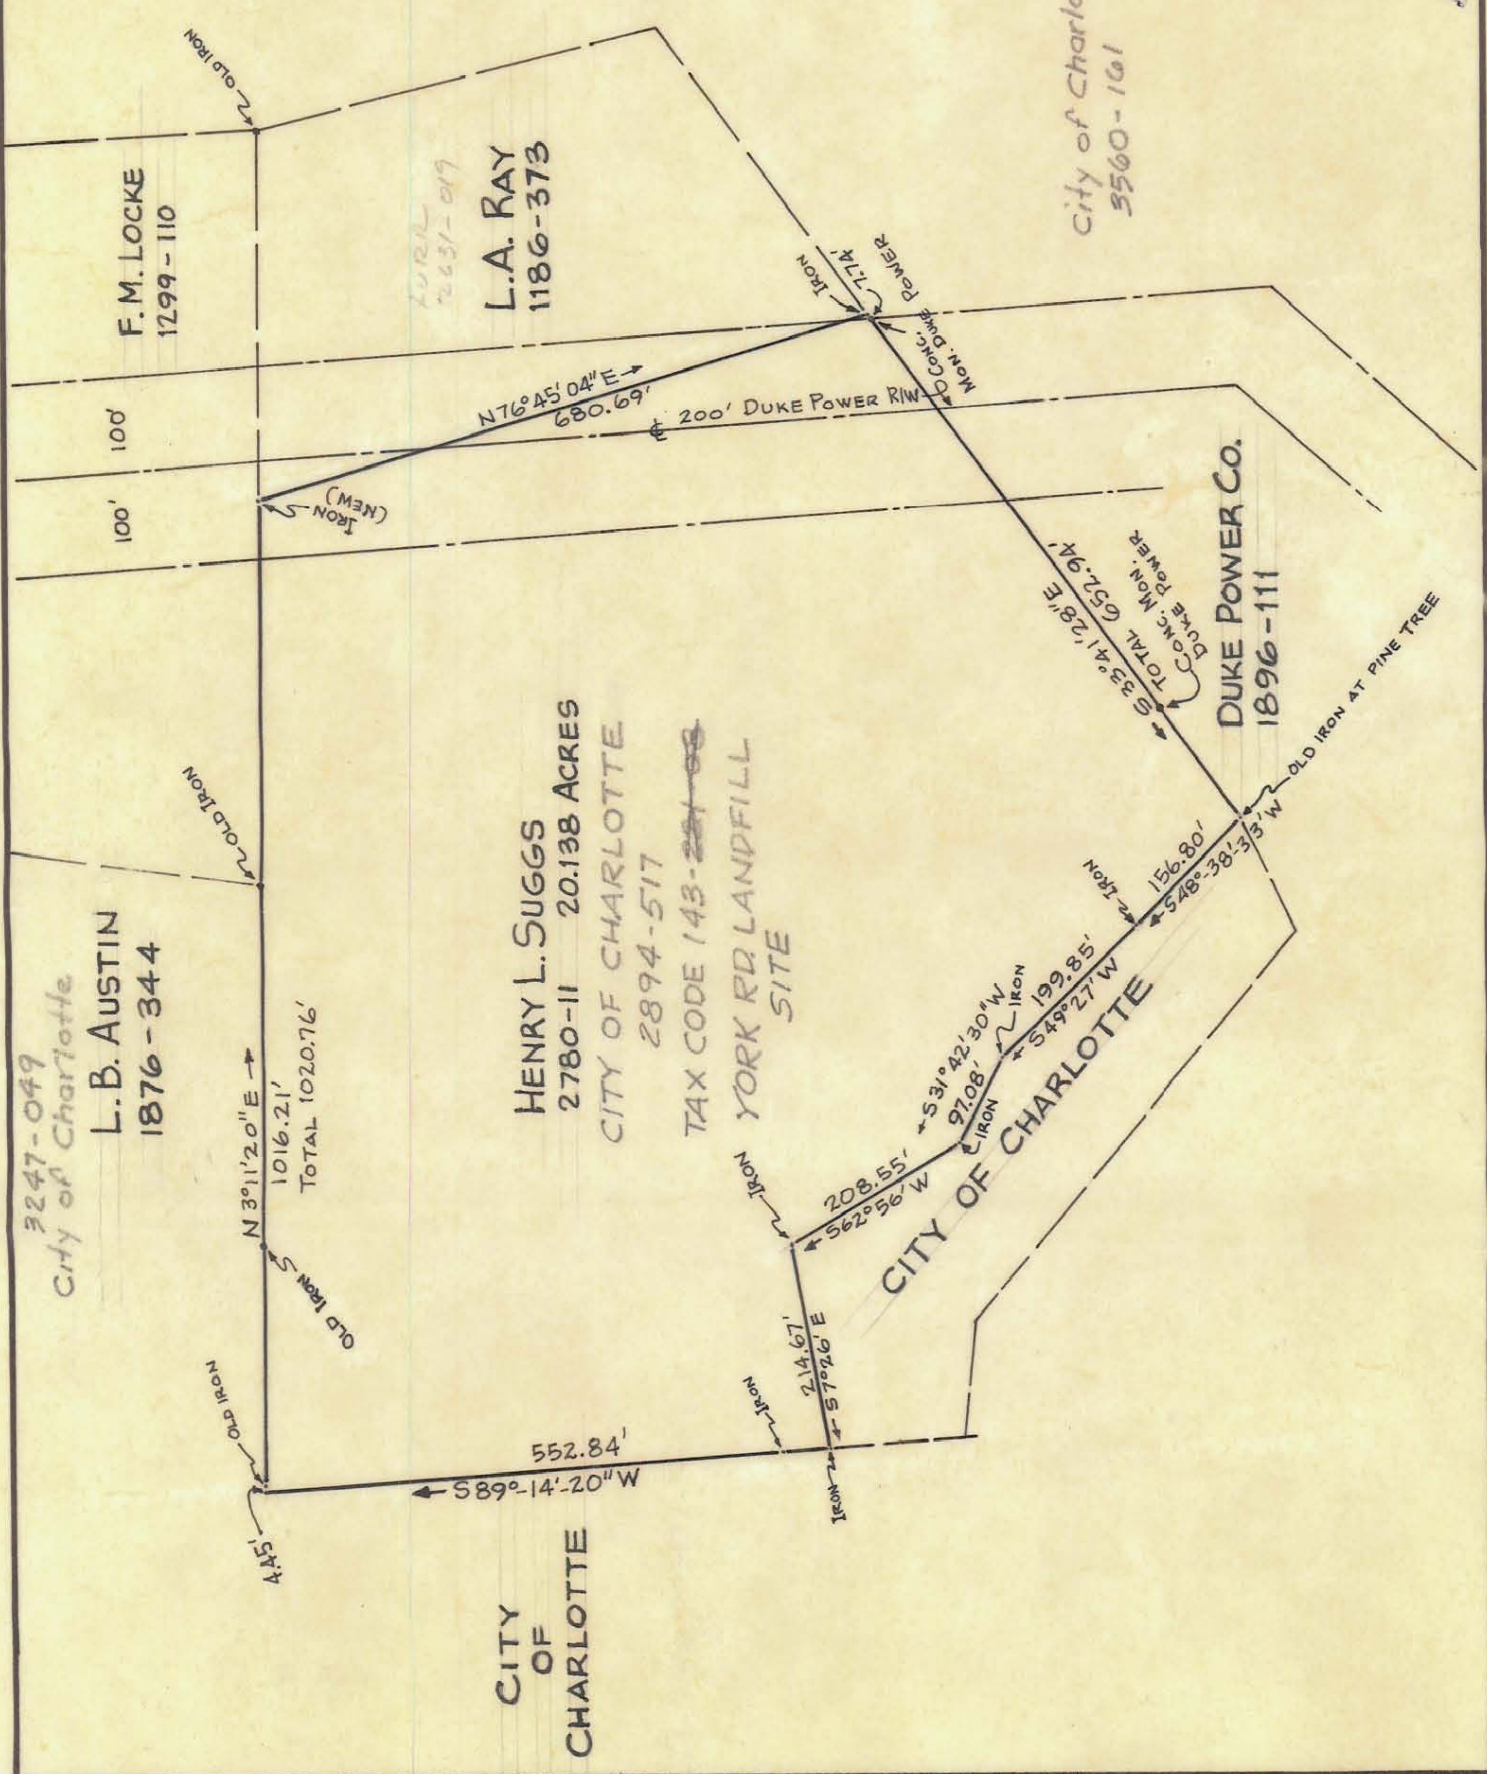 3247-049
City of Charlotte
L.B. AUSTIN
1876-344
F.M. LOCKE
1299-110
100'
100'
OLD IRON
OLD IRON
OLD IRON
OLD IRON
4.45'
N 3°11'20" E
1016.21'
TOTAL 1020.76'
IRON
(NEW)
N76°45'04"E
680.69'
L.A. RAY
1186-373
℄ 200' DUKE POWER R/W
IRON
7.74'
CONC.
MON. DUKE POWER
City of Charlo
3560-161
HENRY L. SUGGS
2780-11 20.138 ACRES
CITY OF CHARLOTTE
2894-517
TAX CODE 143-281-03
YORK RD. LANDFILL
SITE
S 33°41'28"E
TOTAL 652.94'
CONC. MON.
DUKE POWER
DUKE POWER CO.
1896-111
OLD IRON AT PINE TREE
156.80'
S48°-38'-33" W
IRON
199.85'
S49°27' W
IRON
S31°42'30"W
97.08'
IRON
208.55'
S62°56' W
IRON
214.67'
S7°26' E
CITY OF CHARLOTTE
IRON
IRON
552.84'
S89°-14'-20" W
CITY
OF
CHARLOTTE